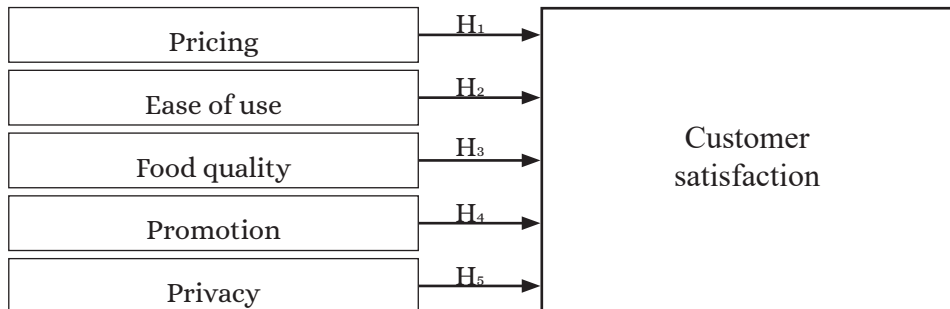 Pricing
H₁
Ease of use
H₂
Food quality
H₃
Promotion
H₄
Privacy
H₅
Customer
satisfaction